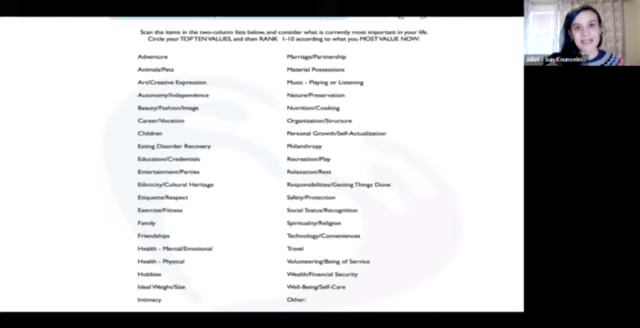 Scan the items in the two-column lists below, and consider what is currently most important in your life.
Circle your TOP TEN VALUES, and then RANK 1-10 according to what you MOST VALUE NOW:
Adventure
Animals/Pets
Art/Creative Expression
Autonomy/Independence
Beauty/Fashion/Image
Career/Vocation
Children
Eating Disorder Recovery
Education/Credentials
Entertainment/Parties
Ethnicity/Cultural Heritage
Etiquette/Respect
Exercise/Fitness
Family
Friendships
Health - Mental/Emotional
Health - Physical
Hobbies
Ideal Weight/Size
Intimacy
Marriage/Partnership
Material Possessions
Music - Playing or Listening
Nature/Preservation
Nutrition/Cooking
Organization/Structure
Personal Growth/Self-Actualization
Philanthropy
Recreation/Play
Relaxation/Rest
Responsibilities/Getting Things Done
Safety/Protection
Social Status/Recognition
Spirituality/Religion
Technology/Conveniences
Travel
Volunteering/Being of Service
Wealth/Financial Security
Well-Being/Self-Care
Other:
Sun Counselin